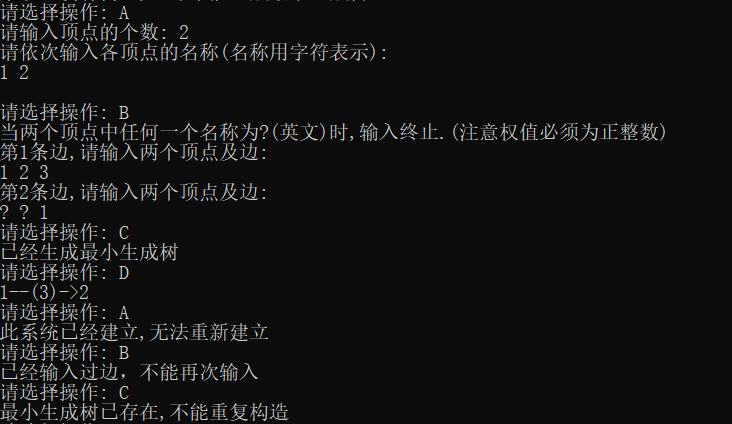 请选择操作: A
请输入顶点的个数: 2
请依次输入各顶点的名称(名称用字符表示):
1 2
请选择操作: B
当两个顶点中任何一个名称为?(英文)时,输入终止.(注意权值必须为正整数)
第1条边,请输入两个顶点及边:
1 2 3
第2条边,请输入两个顶点及边:
? ? 1
请选择操作: C
已经生成最小生成树
请选择操作: D
1--(3)->2
请选择操作: A
此系统已经建立,无法重新建立
请选择操作: B
已经输入过边，不能再次输入
请选择操作: C
最小生成树已存在,不能重复构造